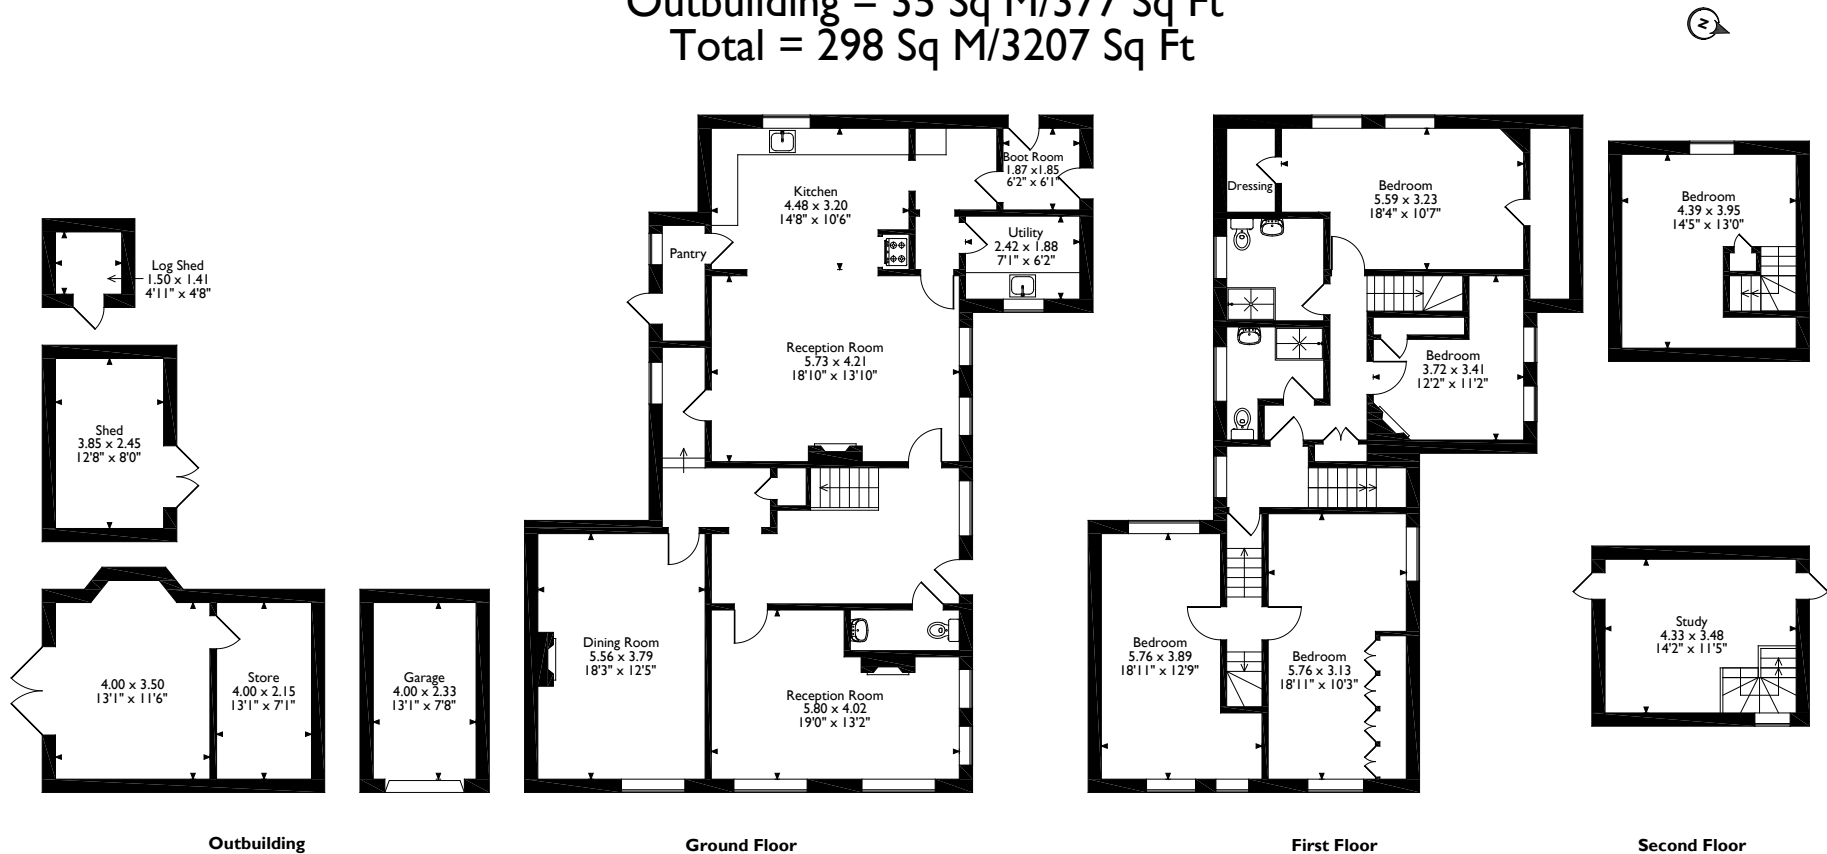 Outbuilding = 35 Sq M/377 Sq Ft
Total = 298 Sq M/3207 Sq Ft
N
Log Shed
1.50 x 1.41
4'11" x 4'8"
Shed
3.85 x 2.45
12'8" x 8'0"
4.00 x 3.50
13'1" x 11'6"
Store
4.00 x 2.15
13'1" x 7'1"
Garage
4.00 x 2.33
13'1" x 7'8"
Outbuilding
Kitchen
4.48 x 3.20
14'8" x 10'6"
Boot Room
1.87 x1.85
6'2" x 6'1"
Utility
2.42 x 1.88
7'1" x 6'2"
Pantry
Reception Room
5.73 x 4.21
18'10" x 13'10"
Dining Room
5.56 x 3.79
18'3" x 12'5"
Reception Room
5.80 x 4.02
19'0" x 13'2"
Ground Floor
Dressing
Bedroom
5.59 x 3.23
18'4" x 10'7"
Bedroom
3.72 x 3.41
12'2" x 11'2"
Bedroom
5.76 x 3.89
18'11" x 12'9"
Bedroom
5.76 x 3.13
18'11" x 10'3"
First Floor
Bedroom
4.39 x 3.95
14'5" x 13'0"
Study
4.33 x 3.48
14'2" x 11'5"
Second Floor